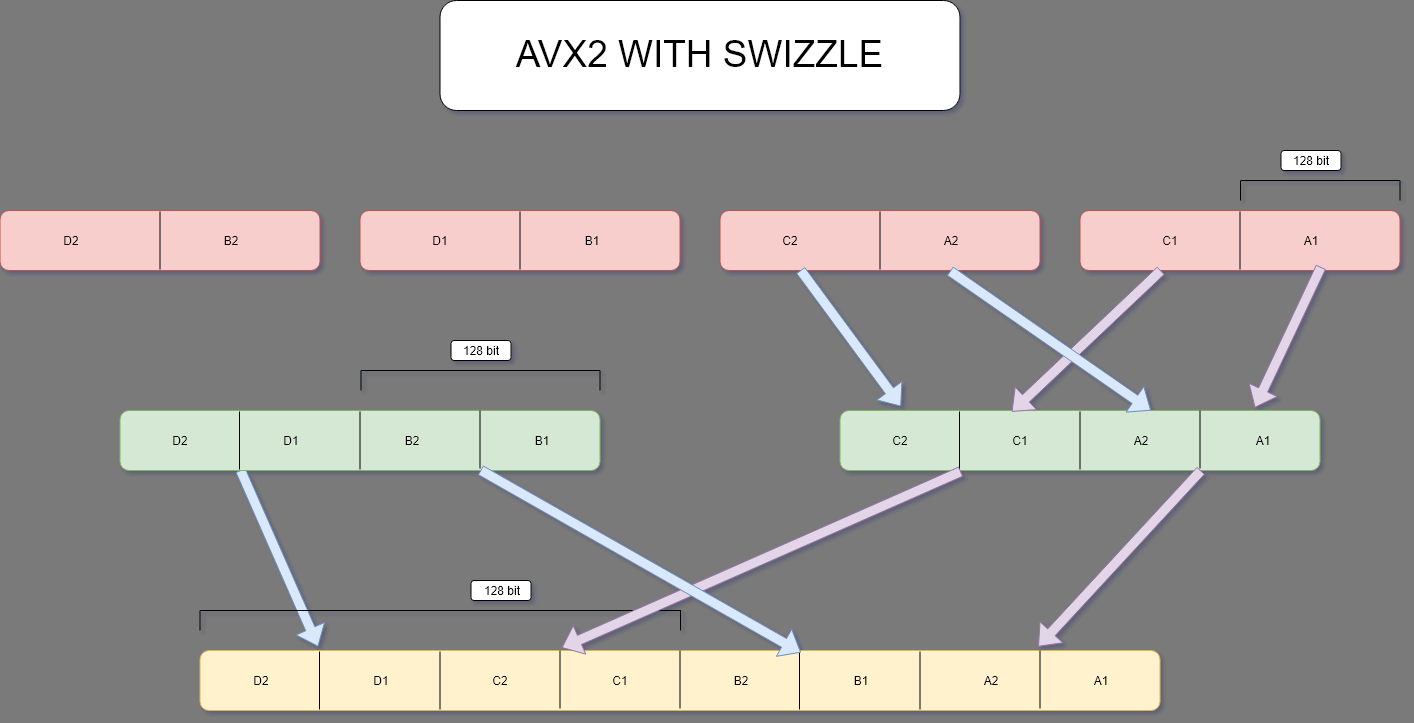 AVX2 WITH SWIZZLE
128 bit
D2 B2 D1 B1 C2 A2 C1 A1
128 bit
D2 D1 B2 B1 C2 C1 A2 A1
128 bit
D2 D1 C2 C1 B2 B1 A2 A1